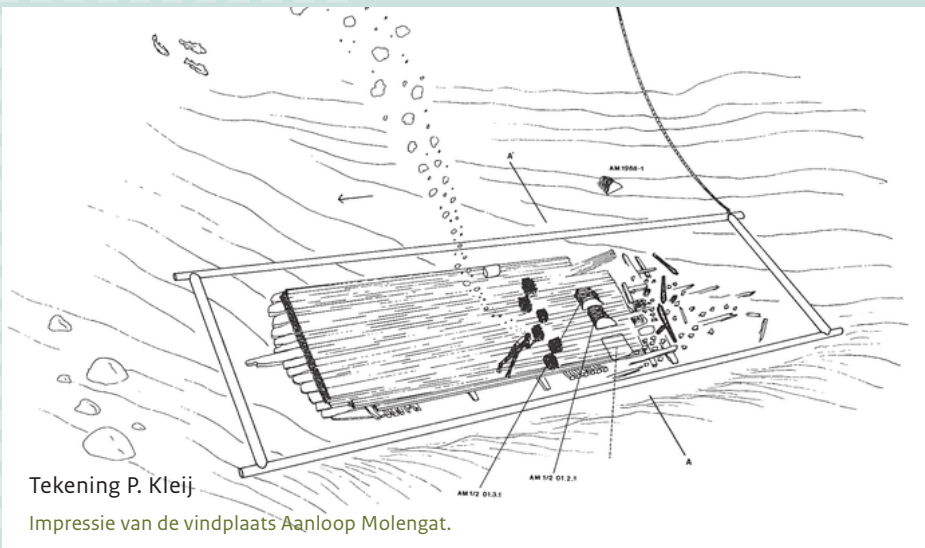 A'
AM 1986-1
A
AM 1/2 01.2.1
AM 1/2 01.3.1
Tekening P. Kleij
Impressie van de vindplaats Aanloop Molengat.